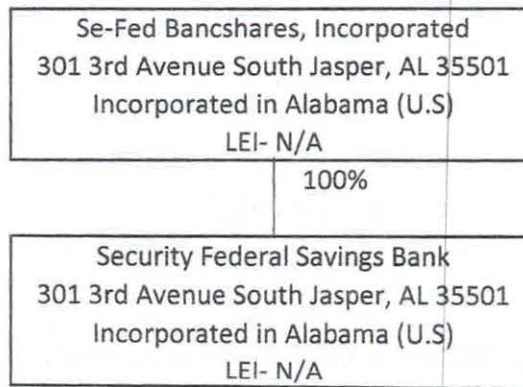 Se-Fed Bancshares, Incorporated
301 3rd Avenue South Jasper, AL 35501
Incorporated in Alabama (U.S)
LEI- N/A
100%
Security Federal Savings Bank
301 3rd Avenue South Jasper, AL 35501
Incorporated in Alabama (U.S)
LEI- N/A